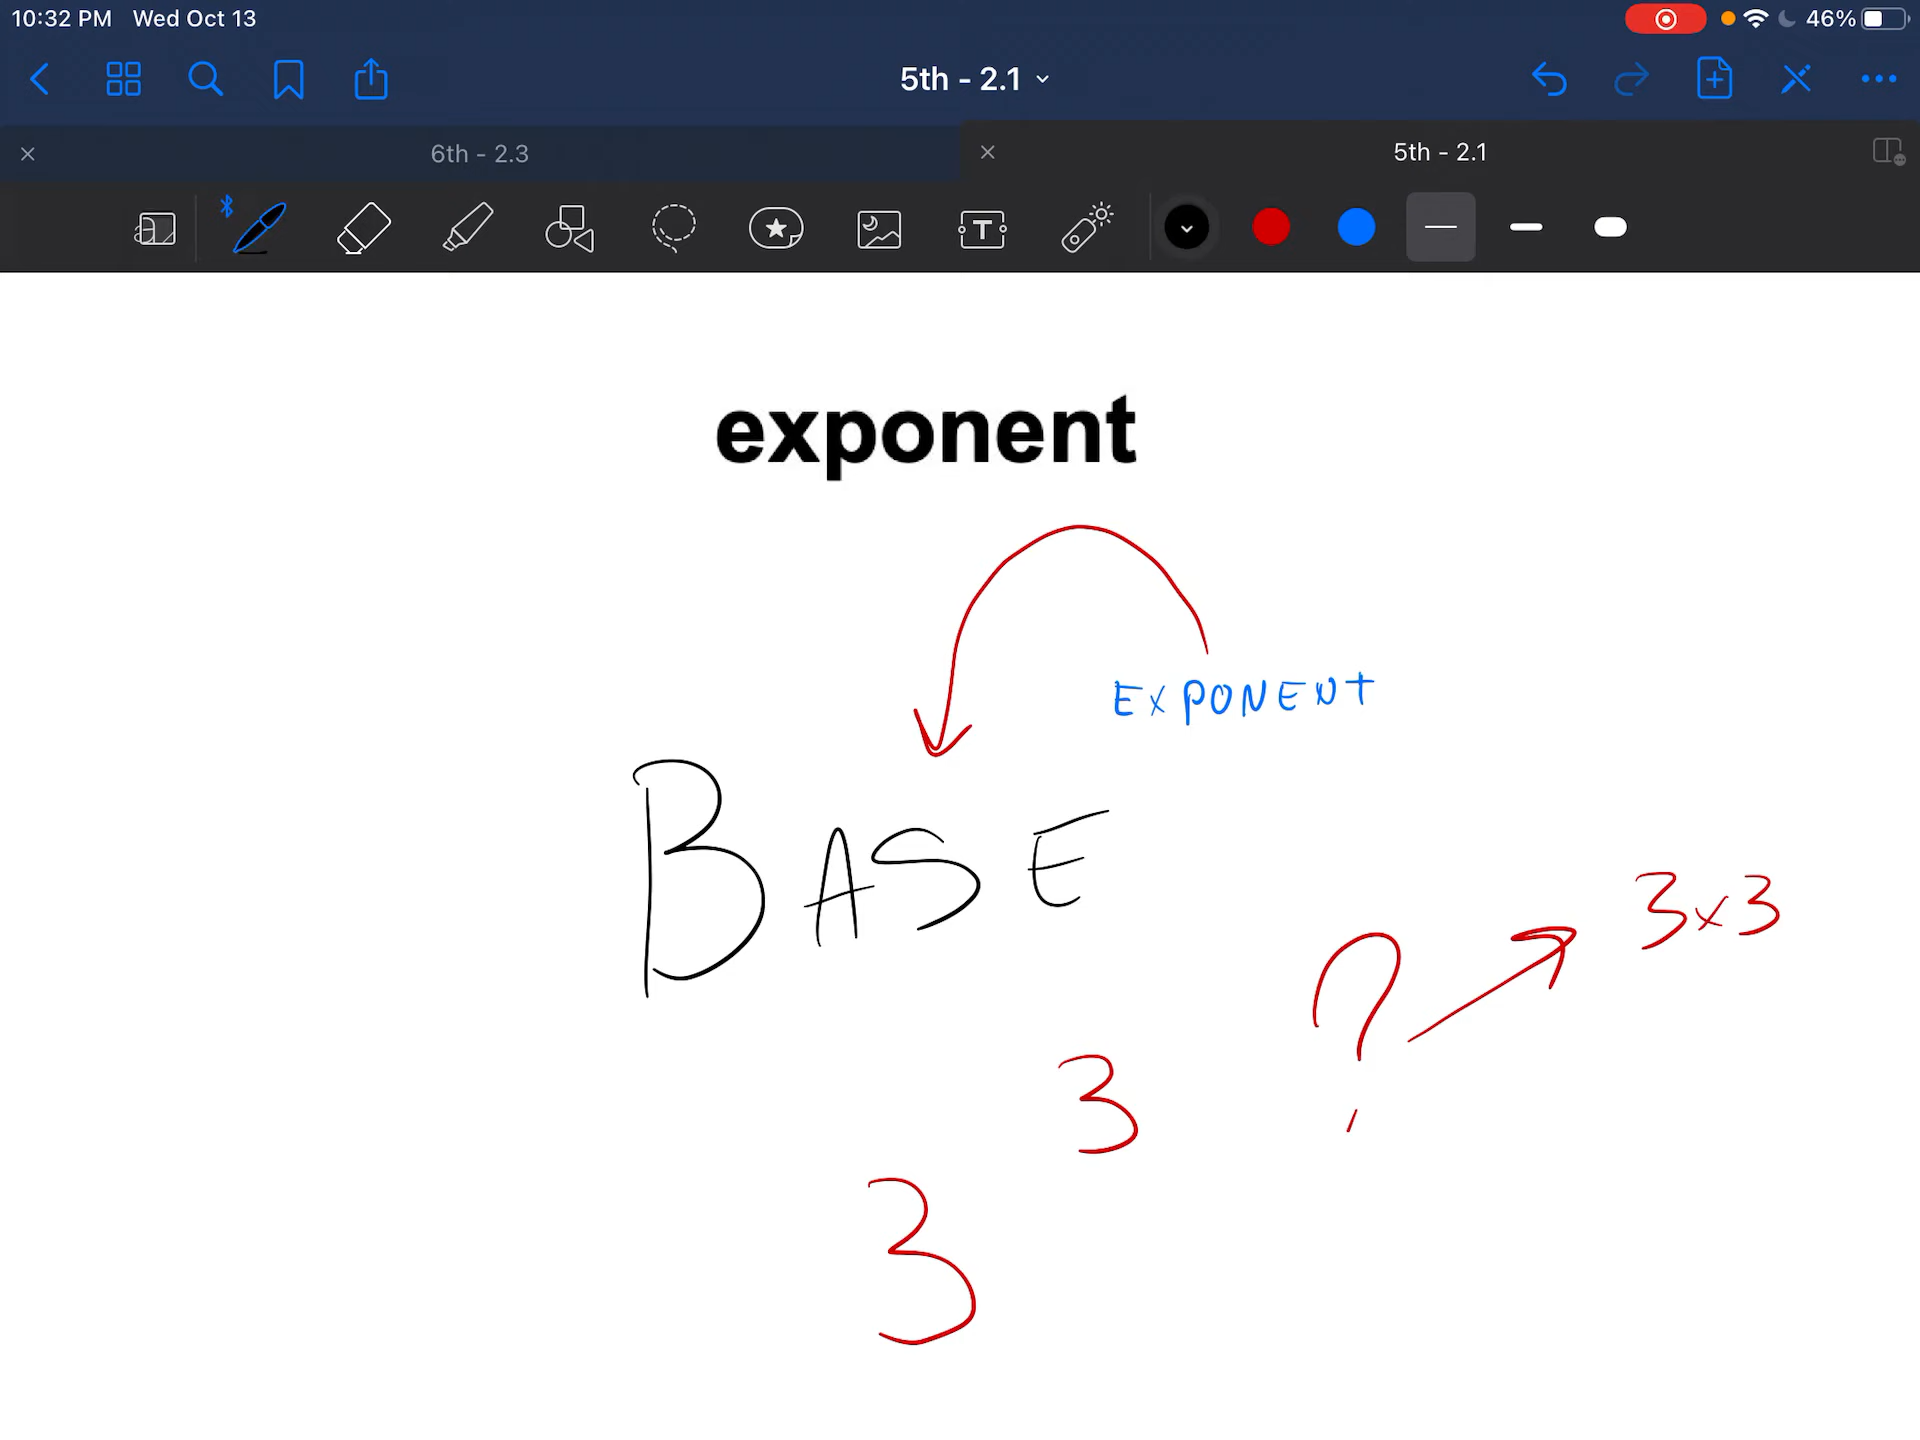 10:32 PM Wed Oct 13 46%
5th - 2.1
6th - 2.3 5th - 2.1
exponent
EXPONENT
BASE
3x3
?
3
3